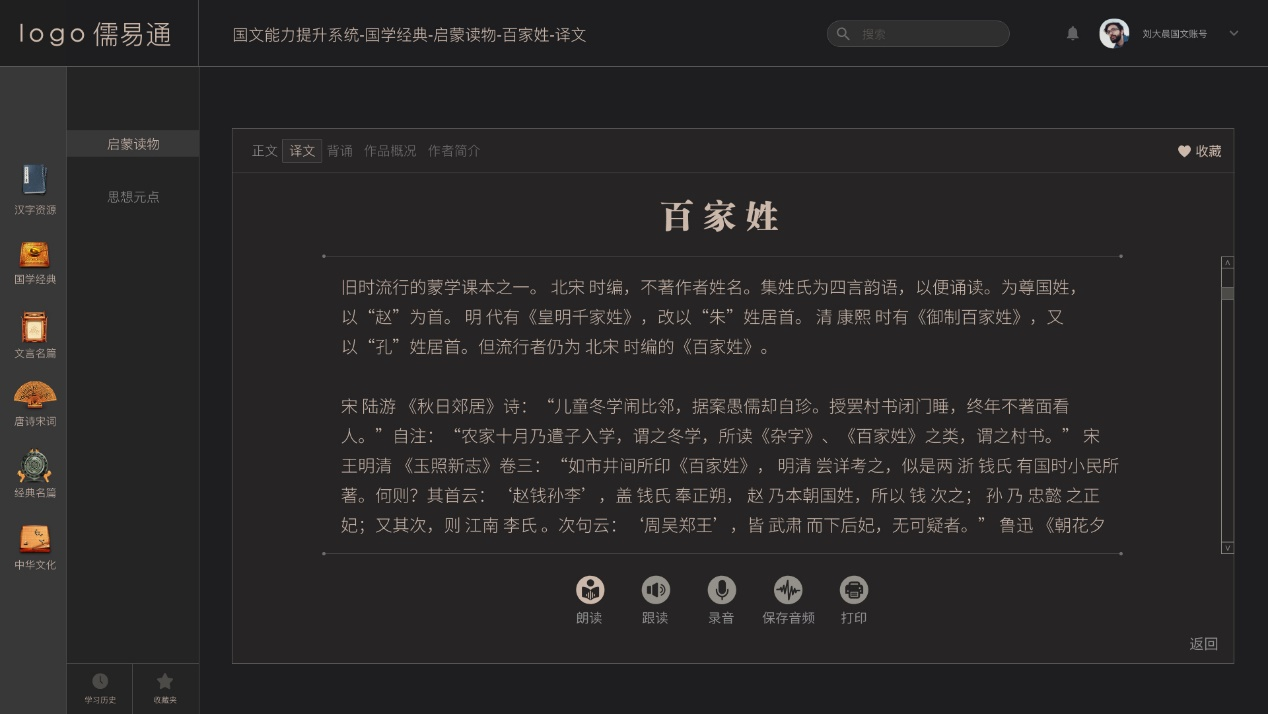 logo 儒易通
国文能力提升系统-国学经典-启蒙读物-百家姓-译文
搜索
刘大晨国文账号
汉字资源
国学经典
文言名篇
唐诗宋词
经典名篇
中华文化
启蒙读物
思想元点
学习历史
收藏夹
正文 译文 背诵 作品概况 作者简介
收藏
百家姓
旧时流行的蒙学课本之一。 北宋 时编，不著作者姓名。集姓氏为四言韵语，以便诵读。为尊国姓，
以“赵”为首。 明 代有《皇明千家姓》，改以“朱”姓居首。 清 康熙 时有《御制百家姓》，又
以“孔”姓居首。但流行者仍为 北宋 时编的《百家姓》。
宋 陆游 《秋日郊居》诗：“儿童冬学闹比邻，据案愚儒却自珍。授罢村书闭门睡，终年不著面看
人。”自注：“农家十月乃遣子入学，谓之冬学，所读《杂字》、《百家姓》之类，谓之村书。” 宋
王明清 《玉照新志》卷三：“如市井间所印《百家姓》， 明清 尝详考之，似是两 浙 钱氏 有国时小民所
著。何则？其首云：‘赵钱孙李’，盖 钱氏 奉正朔， 赵 乃本朝国姓，所以 钱 次之； 孙 乃 忠懿 之正
妃；又其次，则 江南 李氏 。次句云：‘周吴郑王’，皆 武肃 而下后妃，无可疑者。” 鲁迅 《朝花夕
朗读 跟读 录音 保存音频 打印
返回